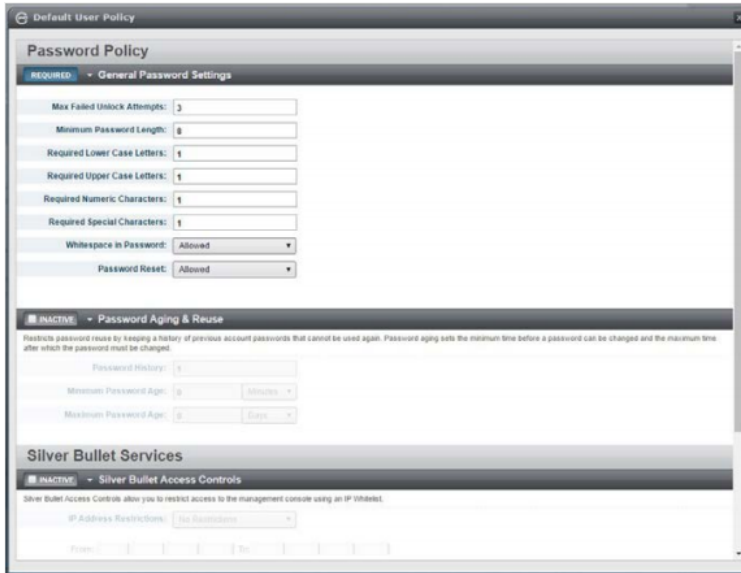 Default User Policy
Password Policy
REQUIRED General Password Settings
Max Failed Unlock Attempts: 3
Minimum Password Length: 8
Required Lower Case Letters: 1
Required Upper Case Letters: 1
Required Numeric Characters: 1
Required Special Characters: 1
Whitespace in Password: Allowed
Password Reset: Allowed
INACTIVE Password Aging & Reuse
Restricts password reuse by keeping a history of previous account passwords that cannot be used again. Password aging sets the minimum time before a password can be changed and the maximum time
after which the password must be changed.
Password History: 1
Minimum Password Age: 0 Minutes
Maximum Password Age: 0 Days
Silver Bullet Services
INACTIVE Silver Bullet Access Controls
Silver Bullet Access Controls allow you to restrict access to the management console using an IP Whitelist.
IP Address Restrictions: No Restrictions
From: To: